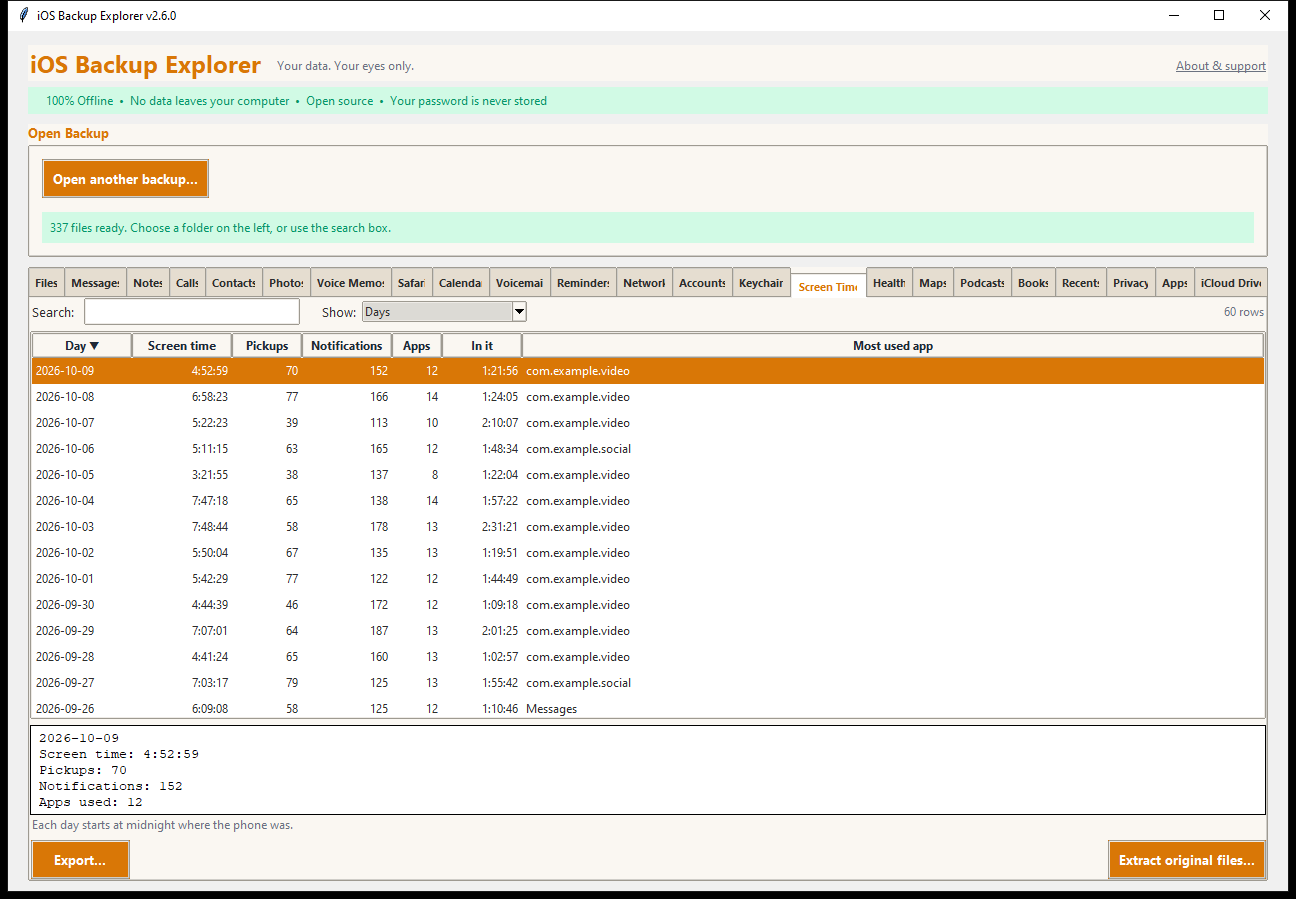 iOS Backup Explorer v2.6.0
iOS Backup Explorer Your data. Your eyes only. About & support
100% Offline • No data leaves your computer • Open source • Your password is never stored
Open Backup
Open another backup...
337 files ready. Choose a folder on the left, or use the search box.
Files Messages Notes Calls Contacts Photos Voice Memos Safari Calenda Voicemai Reminders Network Accounts Keychain Screen Time Health Maps Podcasts Books Recents Privacy Apps iCloud Drive
Search: Show: Days 60 rows
Day ▼ Screen time Pickups Notifications Apps In it Most used app
2026-10-09 4:52:59 70 152 12 1:21:56 com.example.video
2026-10-08 6:58:23 77 166 14 1:24:05 com.example.video
2026-10-07 5:22:23 39 113 10 2:10:07 com.example.video
2026-10-06 5:11:15 63 165 12 1:48:34 com.example.social
2026-10-05 3:21:55 38 137 8 1:22:04 com.example.video
2026-10-04 7:47:18 65 138 14 1:57:22 com.example.video
2026-10-03 7:48:44 58 178 13 2:31:21 com.example.video
2026-10-02 5:50:04 67 135 13 1:19:51 com.example.video
2026-10-01 5:42:29 77 122 12 1:44:49 com.example.video
2026-09-30 4:44:39 46 172 12 1:09:18 com.example.video
2026-09-29 7:07:01 64 187 13 2:01:25 com.example.video
2026-09-28 4:41:24 65 160 13 1:02:57 com.example.video
2026-09-27 7:03:17 79 125 13 1:55:42 com.example.social
2026-09-26 6:09:08 58 125 12 1:10:46 Messages
2026-10-09
Screen time: 4:52:59
Pickups: 70
Notifications: 152
Apps used: 12
Each day starts at midnight where the phone was.
Export... Extract original files...